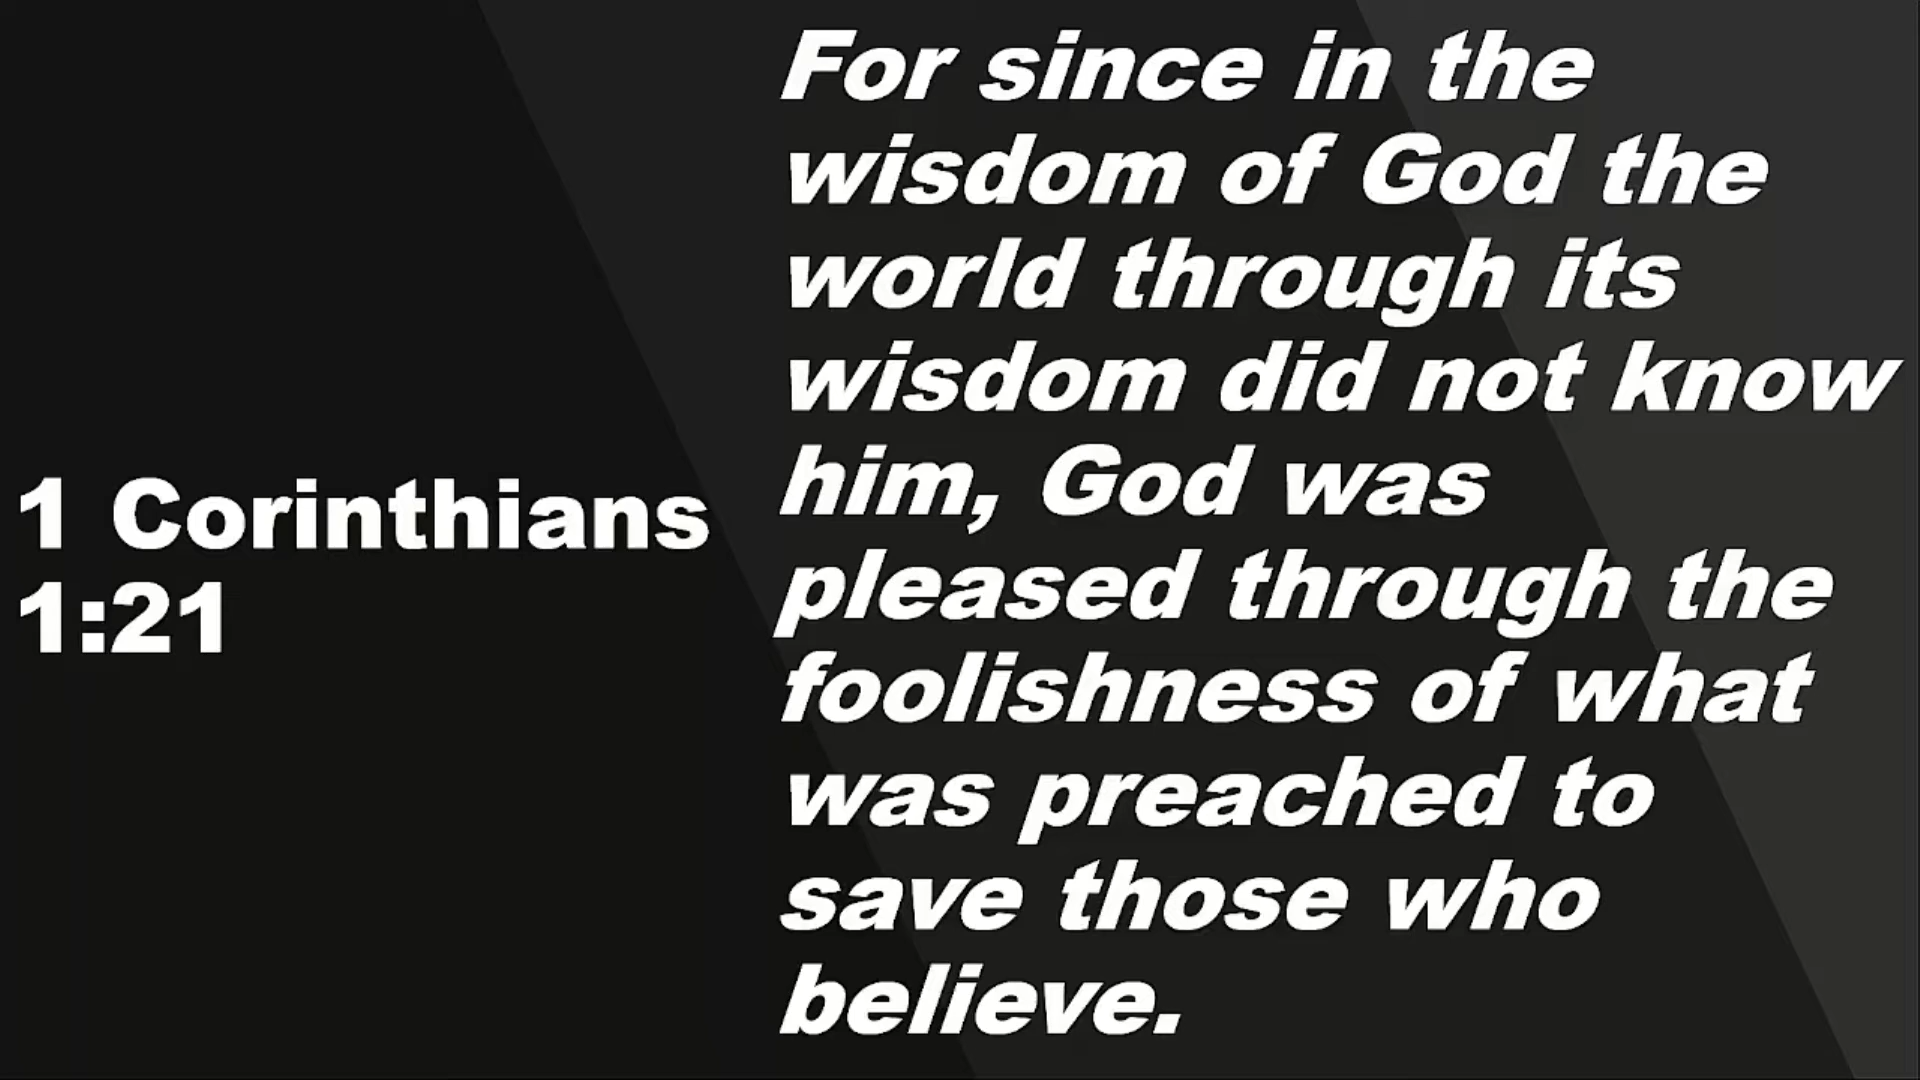 1 Corinthians
1:21
For since in the
wisdom of God the
world through its
wisdom did not know
him, God was
pleased through the
foolishness of what
was preached to
save those who
believe.